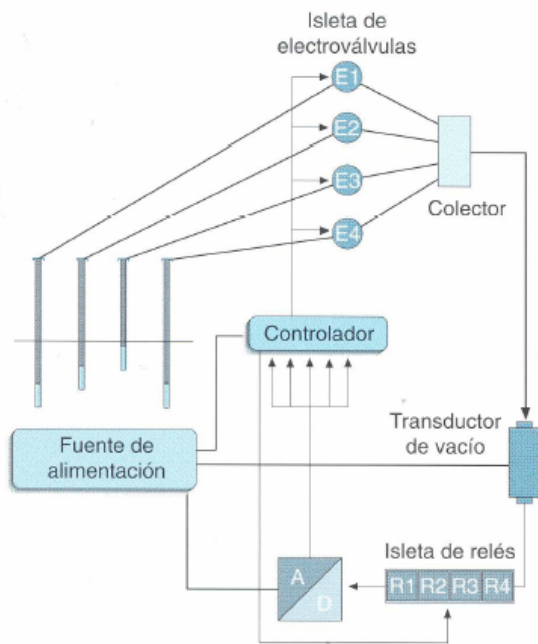 Isleta de
electroválvulas
E1
E2
E3
E4
Colector
Controlador
Fuente de
alimentación
Transductor
de vacío
Isleta de relés
A
D
R1 R2 R3 R4